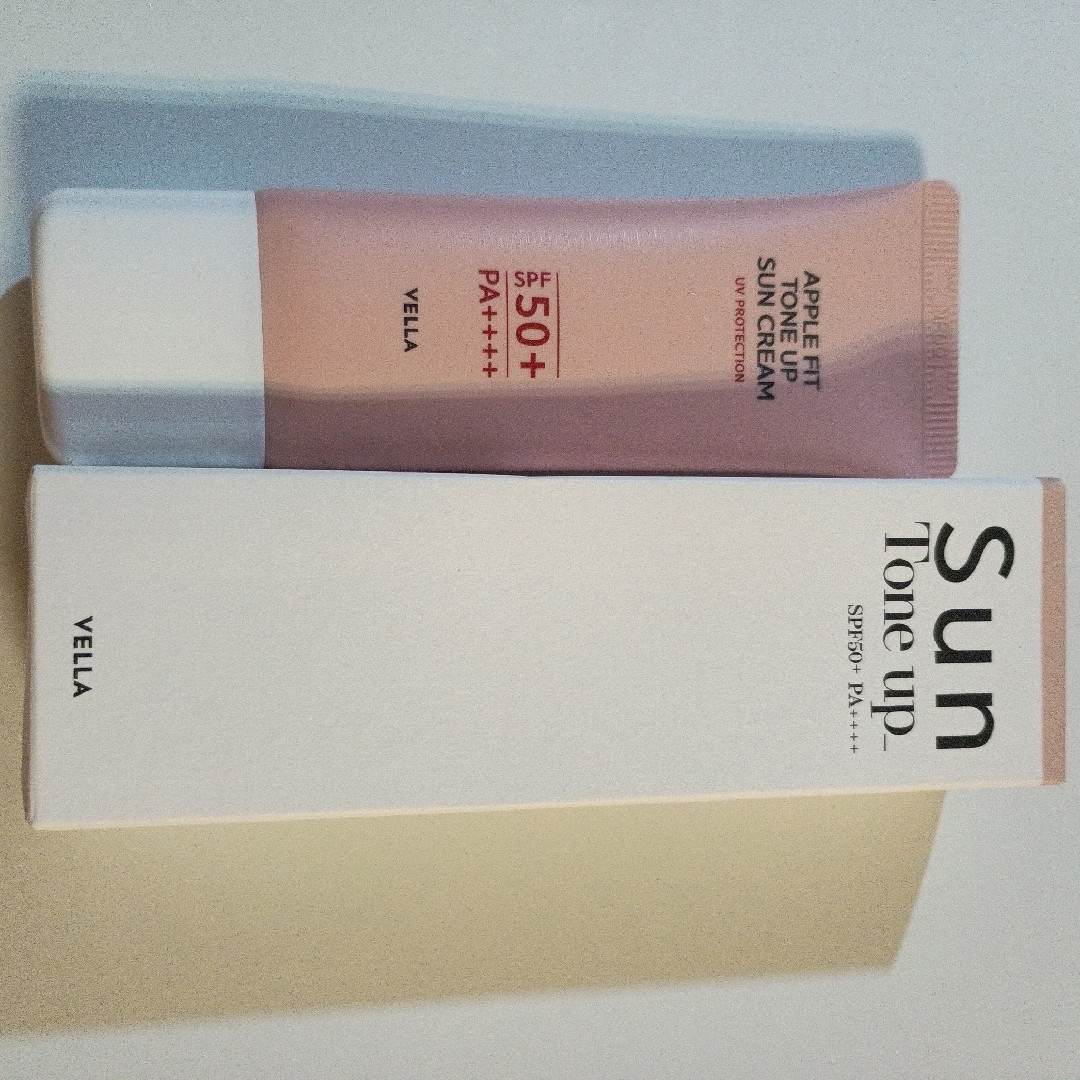 APPLE FIT
TONE UP
SUN CREAM
UV PROTECTION
SPF 50+
PA++++
VELLA
Sun
Tone up_
SPF50+ PA++++
VELLA